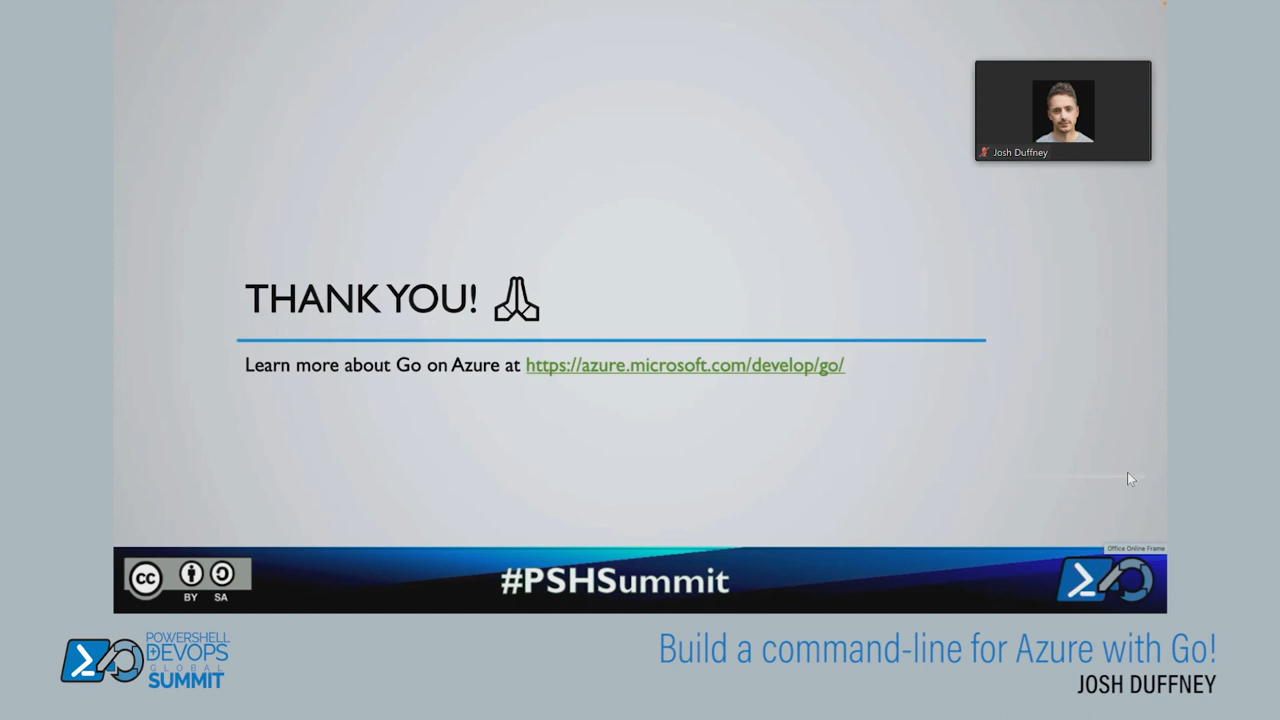 Josh Duffney
THANK YOU!
Learn more about Go on Azure at https://azure.microsoft.com/develop/go/
Office Online Frame
cc
BY SA
#PSHSummit
POWERSHELL
DEVOPS
GLOBAL
SUMMIT
Build a command-line for Azure with Go!
JOSH DUFFNEY